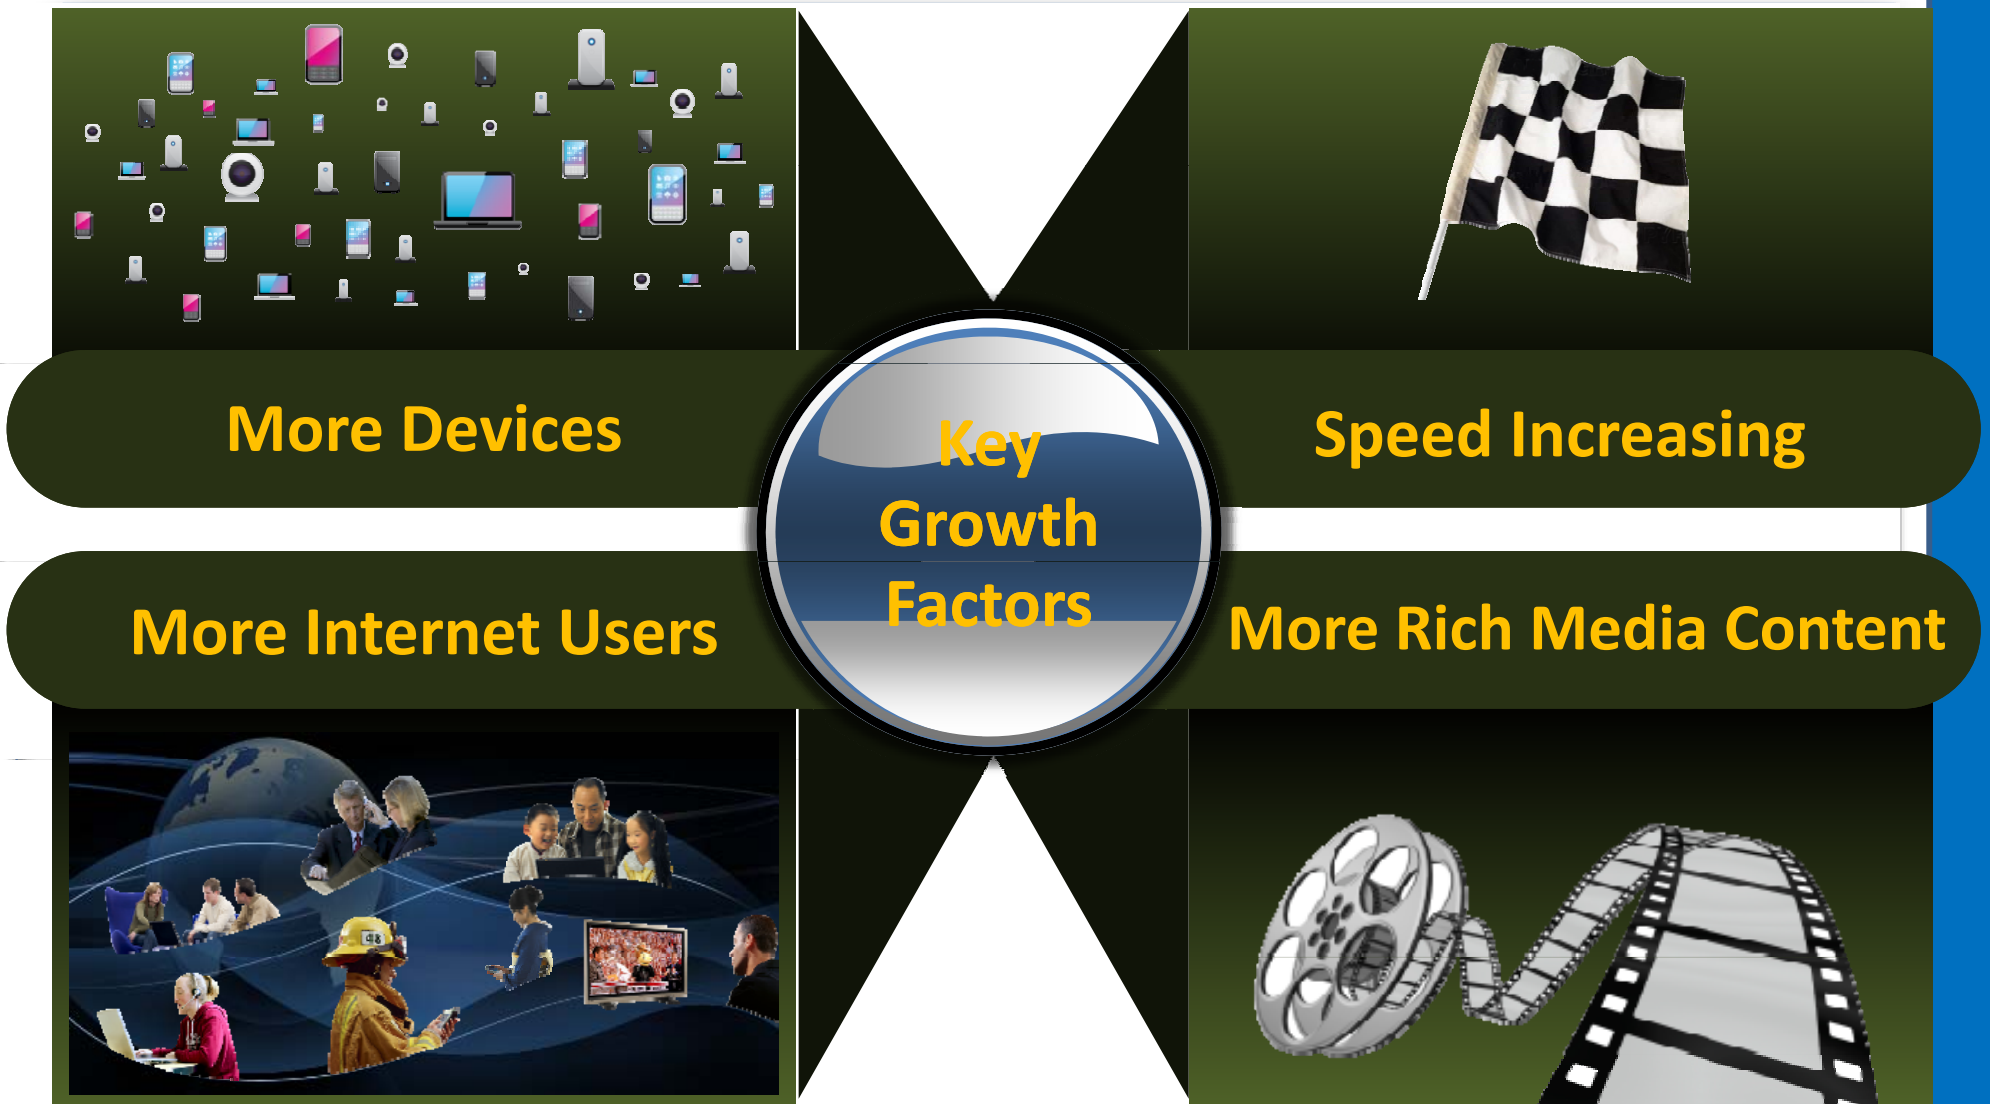 More Devices
Speed Increasing
Key
Growth
Factors
More Internet Users
More Rich Media Content